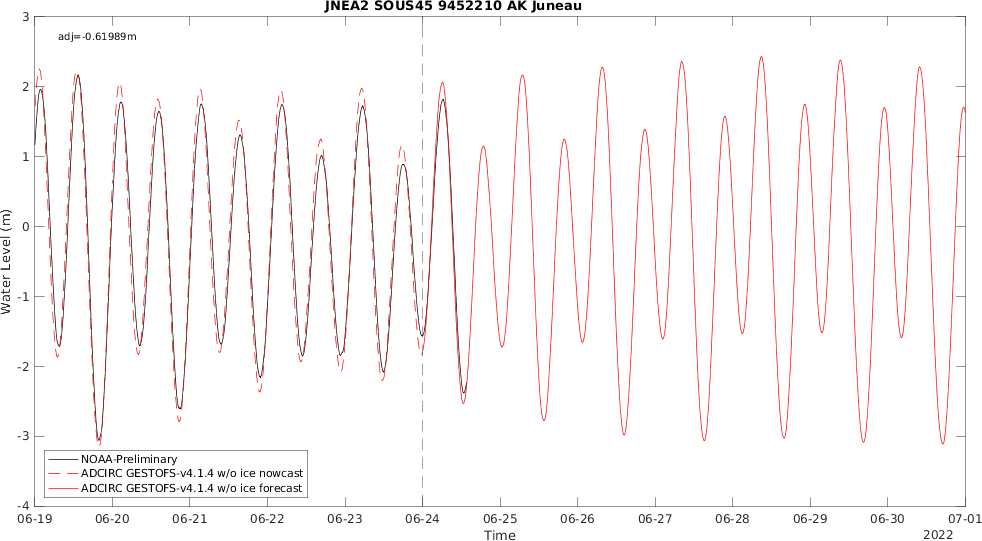 JNEA2 SOUS45 9452210 AK Juneau
adj=-0.61989m
3
2
1
0
-1
-2
-3
-4
Water Level (m)
NOAA-Preliminary
ADCIRC GESTOFS-v4.1.4 w/o ice nowcast
ADCIRC GESTOFS-v4.1.4 w/o ice forecast
06-19 06-20 06-21 06-22 06-23 06-24 06-25 06-26 06-27 06-28 06-29 06-30 07-01
Time
2022